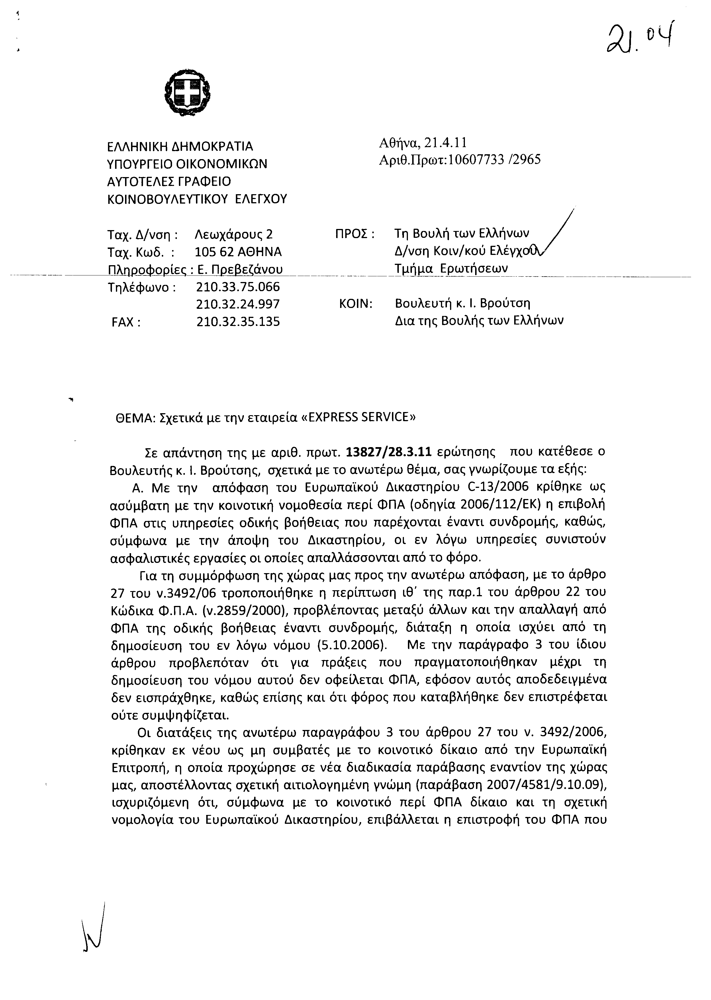 21.04
ΕΛΛΗΝΙΚΗ ΔΗΜΟΚΡΑΤΙΑ
ΥΠΟΥΡΓΕΙΟ ΟΙΚΟΝΟΜΙΚΩΝ
ΑΥΤΟΤΕΛΕΣ ΓΡΑΦΕΙΟ
ΚΟΙΝΟΒΟΥΛΕΥΤΙΚΟΥ ΕΛΕΓΧΟΥ
Αθήνα, 21.4.11
Αριθ.Πρωτ:10607733 /2965
Ταχ. Δ/νση : Λεωχάρους 2
Ταχ. Κωδ. : 105 62 ΑΘΗΝΑ
Πληροφορίες : Ε. Πρεβεζάνου
Τηλέφωνο : 210.33.75.066
210.32.24.997
FAX : 210.32.35.135
ΠΡΟΣ : Τη Βουλή των Ελλήνων
Δ/νση Κοιν/κού Ελέγχου
Τμήμα Ερωτήσεων
ΚΟΙΝ: Βουλευτή κ. Ι. Βρούτση
Δια της Βουλής των Ελλήνων
ΘΕΜΑ: Σχετικά με την εταιρεία «EXPRESS SERVICE»
Σε απάντηση της με αριθ. πρωτ. 13827/28.3.11 ερώτησης που κατέθεσε ο
Βουλευτής κ. Ι. Βρούτσης, σχετικά με το ανωτέρω θέμα, σας γνωρίζουμε τα εξής:
Α. Με την απόφαση του Ευρωπαϊκού Δικαστηρίου C-13/2006 κρίθηκε ως
ασύμβατη με την κοινοτική νομοθεσία περί ΦΠΑ (οδηγία 2006/112/ΕΚ) η επιβολή
ΦΠΑ στις υπηρεσίες οδικής βοήθειας που παρέχονται έναντι συνδρομής, καθώς,
σύμφωνα με την άποψη του Δικαστηρίου, οι εν λόγω υπηρεσίες συνιστούν
ασφαλιστικές εργασίες οι οποίες απαλλάσσονται από το φόρο.
Για τη συμμόρφωση της χώρας μας προς την ανωτέρω απόφαση, με το άρθρο
27 του ν.3492/06 τροποποιήθηκε η περίπτωση ιθ΄ της παρ.1 του άρθρου 22 του
Κώδικα Φ.Π.Α. (ν.2859/2000), προβλέποντας μεταξύ άλλων και την απαλλαγή από
ΦΠΑ της οδικής βοήθειας έναντι συνδρομής, διάταξη η οποία ισχύει από τη
δημοσίευση του εν λόγω νόμου (5.10.2006). Με την παράγραφο 3 του ίδιου
άρθρου προβλεπόταν ότι για πράξεις που πραγματοποιήθηκαν μέχρι τη
δημοσίευση του νόμου αυτού δεν οφείλεται ΦΠΑ, εφόσον αυτός αποδεδειγμένα
δεν εισπράχθηκε, καθώς επίσης και ότι φόρος που καταβλήθηκε δεν επιστρέφεται
ούτε συμψηφίζεται.
Οι διατάξεις της ανωτέρω παραγράφου 3 του άρθρου 27 του ν. 3492/2006,
κρίθηκαν εκ νέου ως μη συμβατές με το κοινοτικό δίκαιο από την Ευρωπαϊκή
Επιτροπή, η οποία προχώρησε σε νέα διαδικασία παράβασης εναντίον της χώρας
μας, αποστέλλοντας σχετική αιτιολογημένη γνώμη (παράβαση 2007/4581/9.10.09),
ισχυριζόμενη ότι, σύμφωνα με το κοινοτικό περί ΦΠΑ δίκαιο και τη σχετική
νομολογία του Ευρωπαϊκού Δικαστηρίου, επιβάλλεται η επιστροφή του ΦΠΑ που